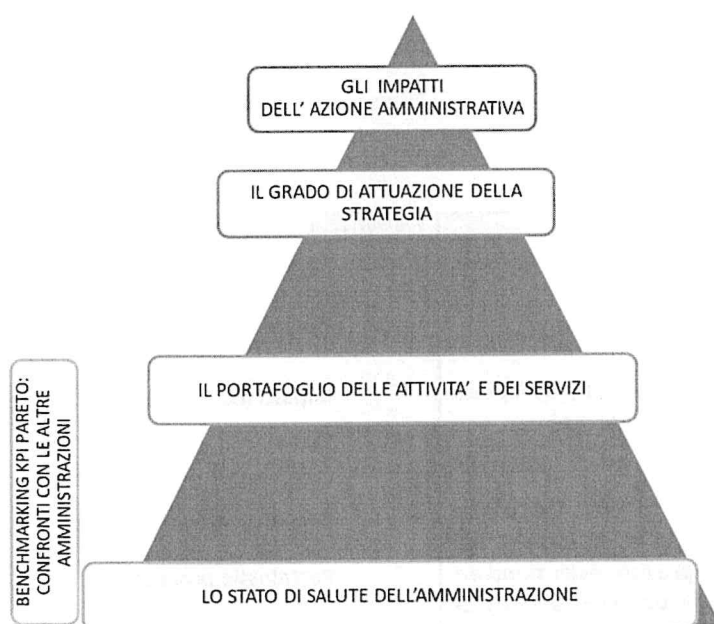 GLI IMPATTI
DELL' AZIONE AMMINISTRATIVA
IL GRADO DI ATTUAZIONE DELLA
STRATEGIA
IL PORTAFOGLIO DELLE ATTIVITA' E DEI SERVIZI
LO STATO DI SALUTE DELL'AMMINISTRAZIONE
BENCHMARKING KPI PARETO:
CONFRONTI CON LE ALTRE
AMMINISTRAZIONI